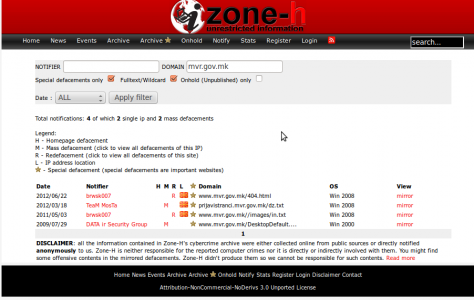 zone-h
unrestricted information
Home News Events Archive Archive Onhold Notify Stats Register Login
search...
NOTIFIER DOMAIN mvr.gov.mk
Special defacements only Fulltext/Wildcard Onhold (Unpublished) only
Date : ALL Apply filter
Total notifications: 4 of which 2 single ip and 2 mass defacements
Legend:
H - Homepage defacement
M - Mass defacement (click to view all defacements of this IP)
R - Redefacement (click to view all defacements of this site)
L - IP address location
- Special defacement (special defacements are important websites)
Date Notifier H M R L Domain OS View
2012/06/22 brwsk007 R www.mvr.gov.mk/404.html Win 2008 mirror
2012/03/18 TeaM MosTa M prijavistranci.mvr.gov.mk/dz.txt Win 2008 mirror
2011/05/03 brwsk007 R www.mvr.gov.mk//images/in.txt Win 2008 mirror
2009/07/29 DATA ir Security Group M www.mvr.gov.mk/DesktopDefault.... Win 2008 mirror
1
DISCLAIMER: all the information contained in Zone-H's cybercrime archive were either collected online from public sources or directly notified
anonymously to us. Zone-H is neither responsible for the reported computer crimes nor it is directly or indirectly involved with them. You might find
some offensive contents in the mirrored defacements. Zone-H didn't produce them so we cannot be responsible for such contents. Read more
Home News Events Archive Archive Onhold Notify Stats Register Login Disclaimer Contact
Attribution-NonCommercial-NoDerivs 3.0 Unported License